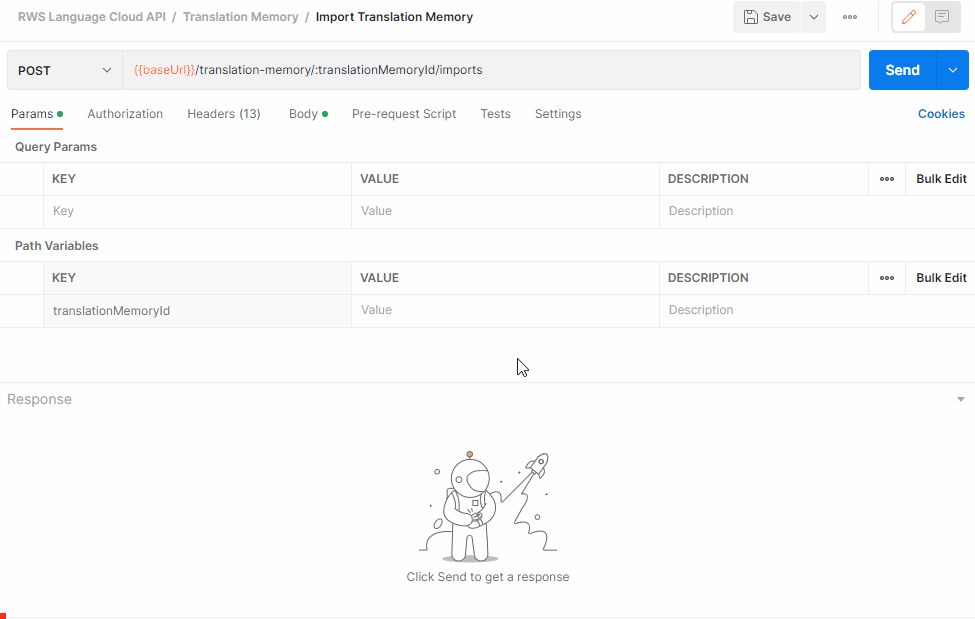 RWS Language Cloud API / Translation Memory / Import Translation Memory
Save
POST
{{baseUrl}}/translation-memory/:translationMemoryId/imports
Send
Params Authorization Headers (13) Body Pre-request Script Tests Settings Cookies
Query Params
KEY VALUE DESCRIPTION Bulk Edit
Key Value Description
Path Variables
KEY VALUE DESCRIPTION Bulk Edit
translationMemoryId Value Description
Response
Click Send to get a response